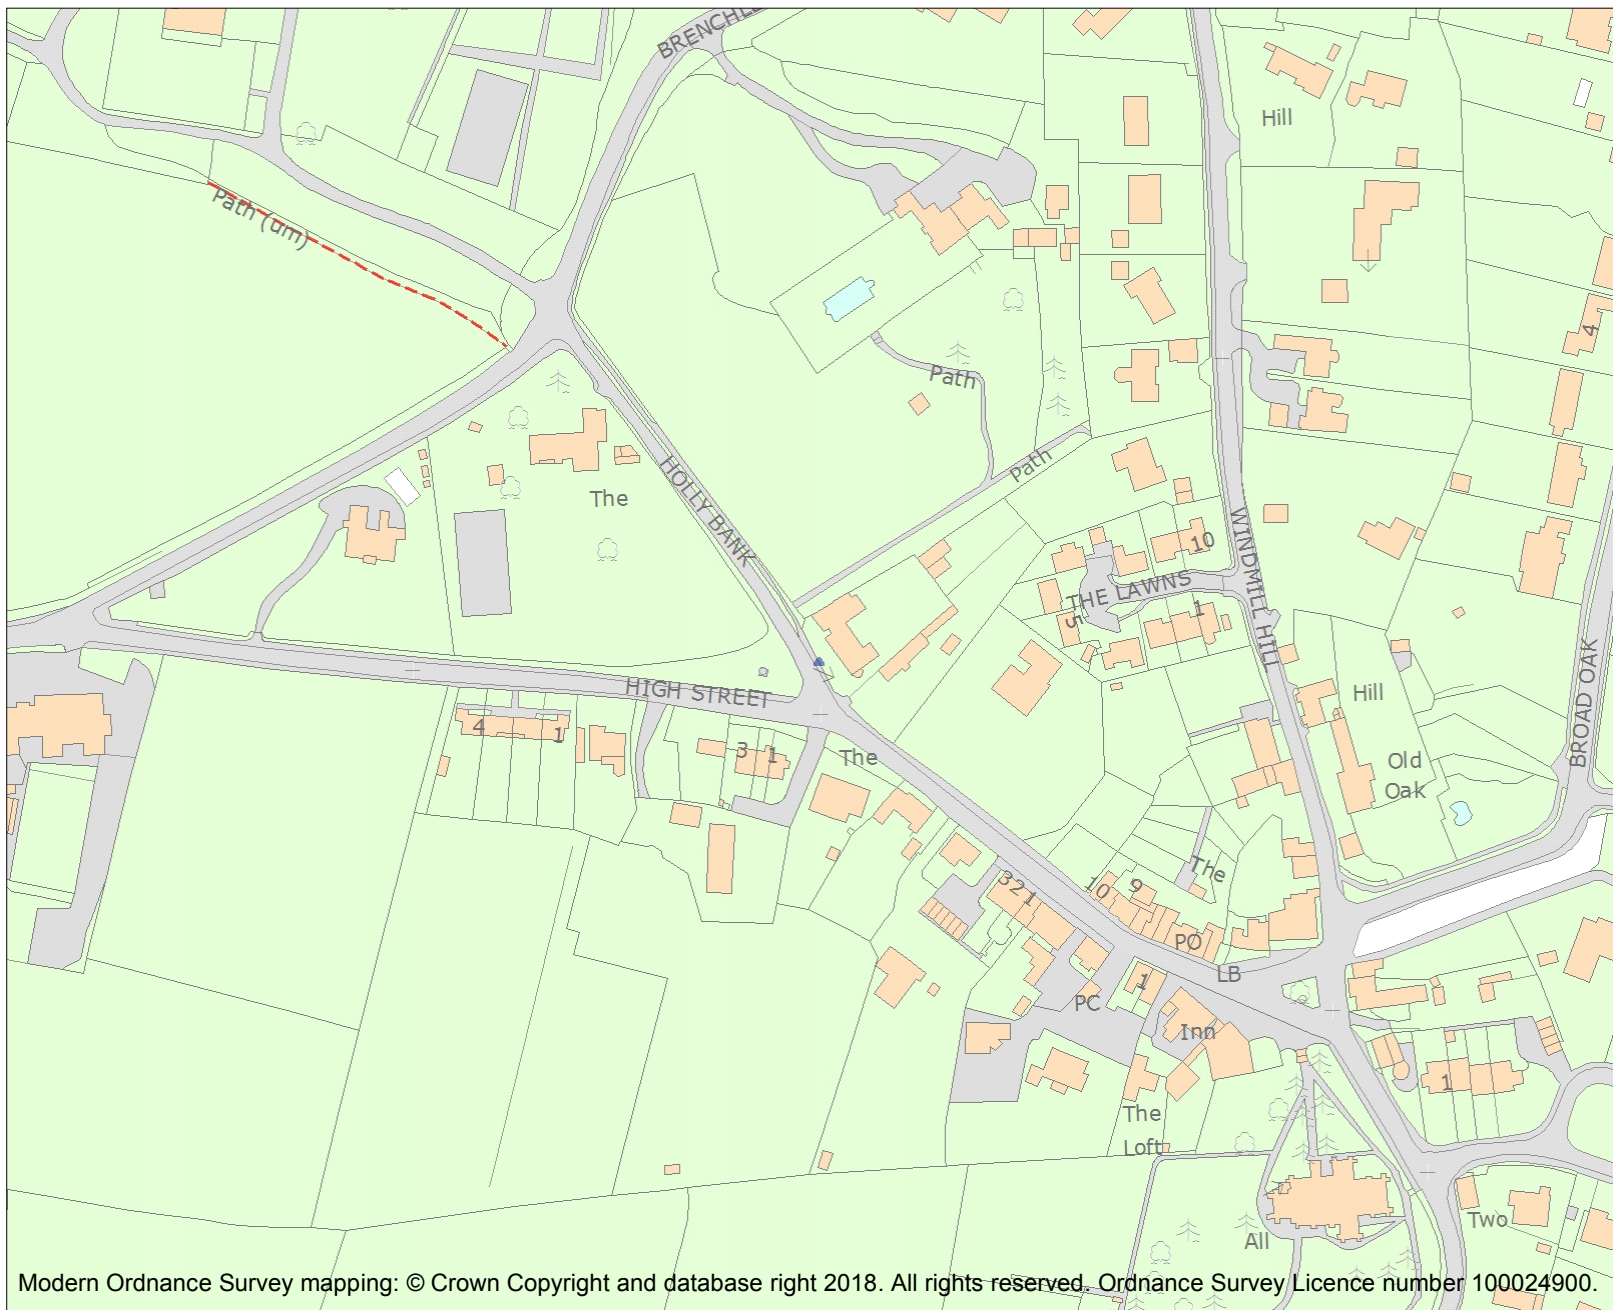 BRENCHLE
Hill
Path (um)
4
Path
Path
HOLLY BANK
The
WINDMILL HILL
10
THE LAWNS
5
1
BROAD OAK
HIGH STREET
Hill
4
1
3
1
The
Old
Oak
The
3
2
1
10
9
PO
LB
1
PC
Inn
1
The
Loft
Two
All
Modern Ordnance Survey mapping: © Crown Copyright and database right 2018. All rights reserved. Ordnance Survey Licence number 100024900.